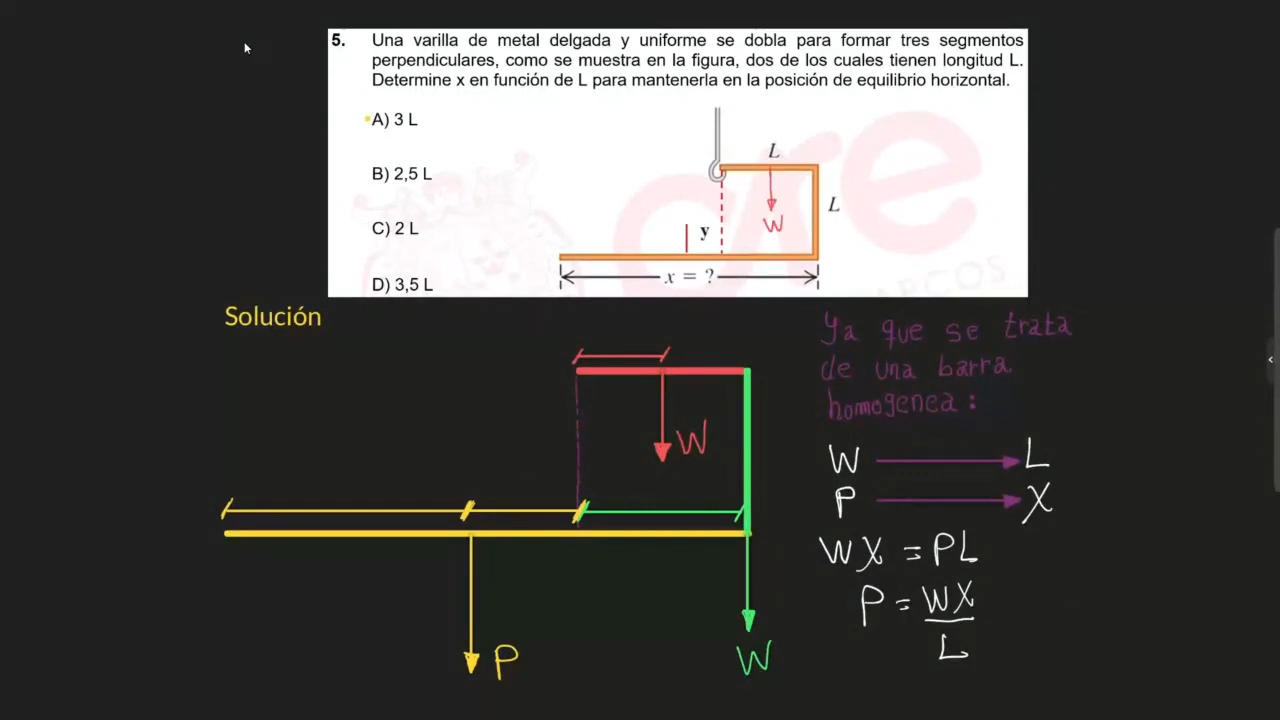 5. Una varilla de metal delgada y uniforme se dobla para formar tres segmentos
perpendiculares, como se muestra en la figura, dos de los cuales tienen longitud L.
Determine x en función de L para mantenerla en la posición de equilibrio horizontal.
A) 3 L
B) 2,5 L
C) 2 L
D) 3,5 L
L
L
W
y
x = ?
cre
ARCOS
Solución
Ya que se trata
de una barra
homogenea:
W L
P X
WX = PL
P = WX
L
W
P
W